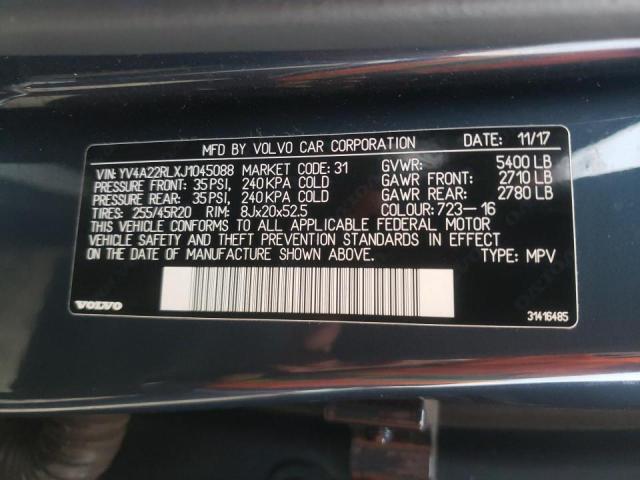 MFD BY VOLVO CAR CORPORATION DATE: 11/17
VIN: YV4A22RLXJ1045088 MARKET CODE: 31 GVWR: 5400 LB
PRESSURE FRONT: 35 PSI, 240 KPA COLD GAWR FRONT: 2710 LB
PRESSURE REAR: 35 PSI, 240 KPA COLD GAWR REAR: 2780 LB
TIRES: 255/45R20 RIM: 8Jx20x52.5 COLOUR: 723-16
THIS VEHICLE CONFORMS TO ALL APPLICABLE FEDERAL MOTOR
VEHICLE SAFETY AND THEFT PREVENTION STANDARDS IN EFFECT
ON THE DATE OF MANUFACTURE SHOWN ABOVE. TYPE: MPV
VOLVO 31416485